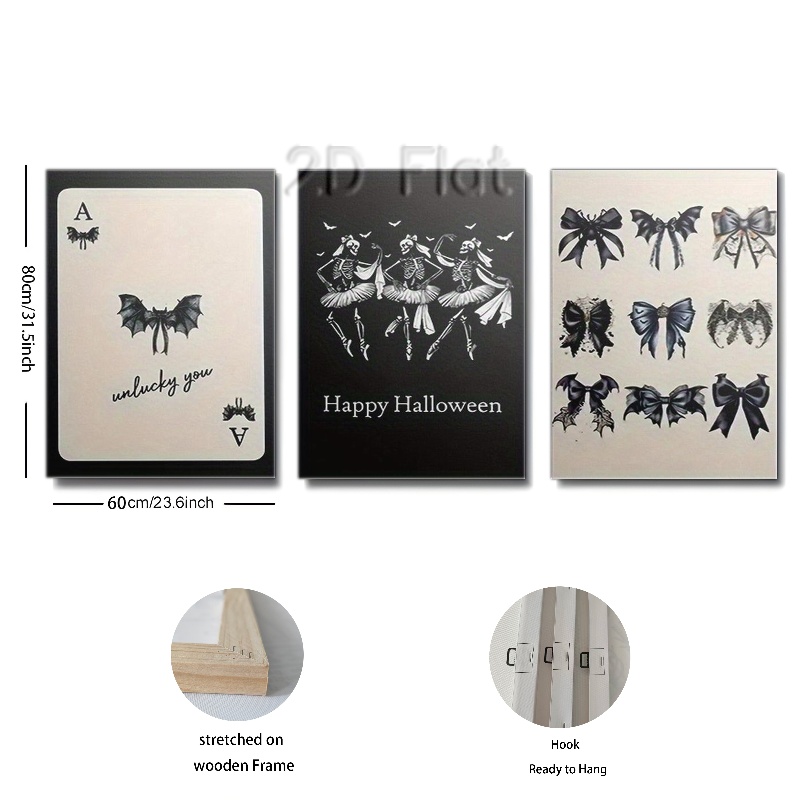 2D Flat
A
unlucky you
A
Happy Halloween
80cm/31.5inch
60cm/23.6inch
stretched on
wooden Frame
Hook
Ready to Hang